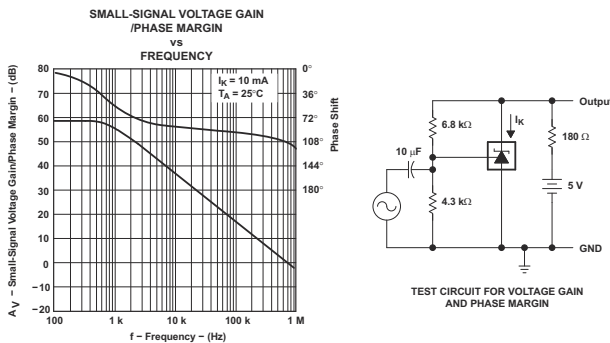 SMALL-SIGNAL VOLTAGE GAIN
/PHASE MARGIN
vs
FREQUENCY
IK = 10 mA
TA = 25°C
AV − Small-Signal Voltage Gain/Phase Margin − (dB)
80
70
60
50
40
30
20
10
0
−10
−20
0°
36°
72°
108°
144°
180°
Phase Shift
100
1 k
10 k
100 k
1 M
f − Frequency − (Hz)
Output
IK
6.8 kΩ
180 Ω
10 μF
5 V
4.3 kΩ
GND
TEST CIRCUIT FOR VOLTAGE GAIN
AND PHASE MARGIN